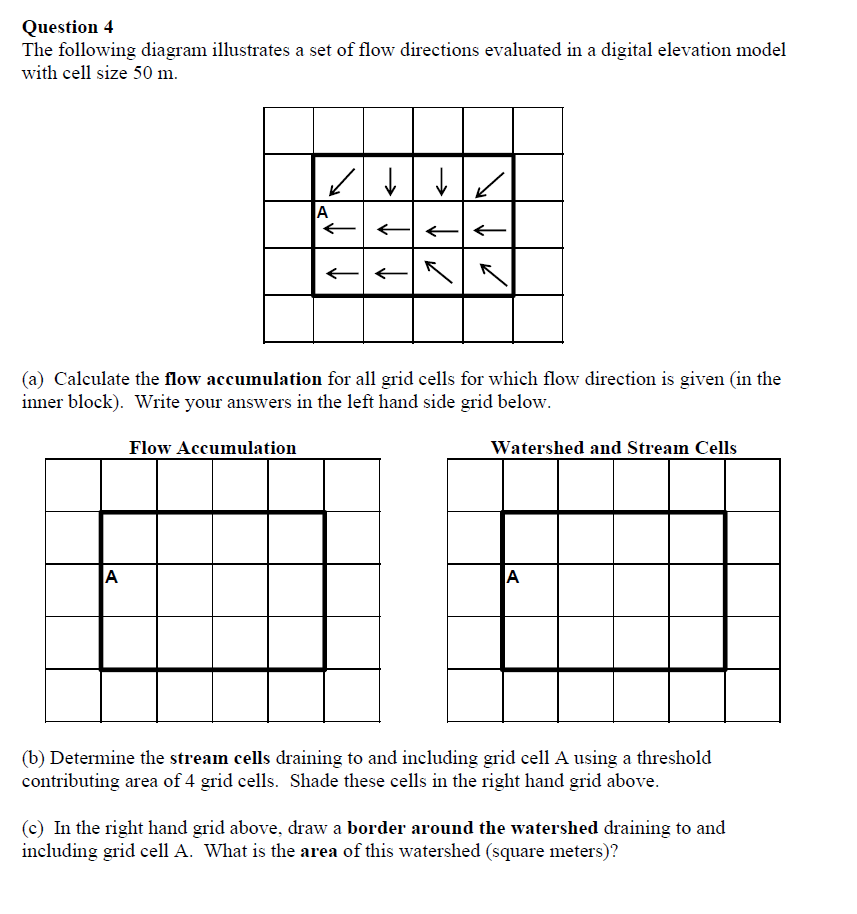 Question 4
The following diagram illustrates a set of flow directions evaluated in a digital elevation model
with cell size 50 m.
A
(a) Calculate the flow accumulation for all grid cells for which flow direction is given (in the
inner block). Write your answers in the left hand side grid below.
Flow Accumulation
Watershed and Stream Cells
A
A
(b) Determine the stream cells draining to and including grid cell A using a threshold
contributing area of 4 grid cells. Shade these cells in the right hand grid above.
(c) In the right hand grid above, draw a border around the watershed draining to and
including grid cell A. What is the area of this watershed (square meters)?